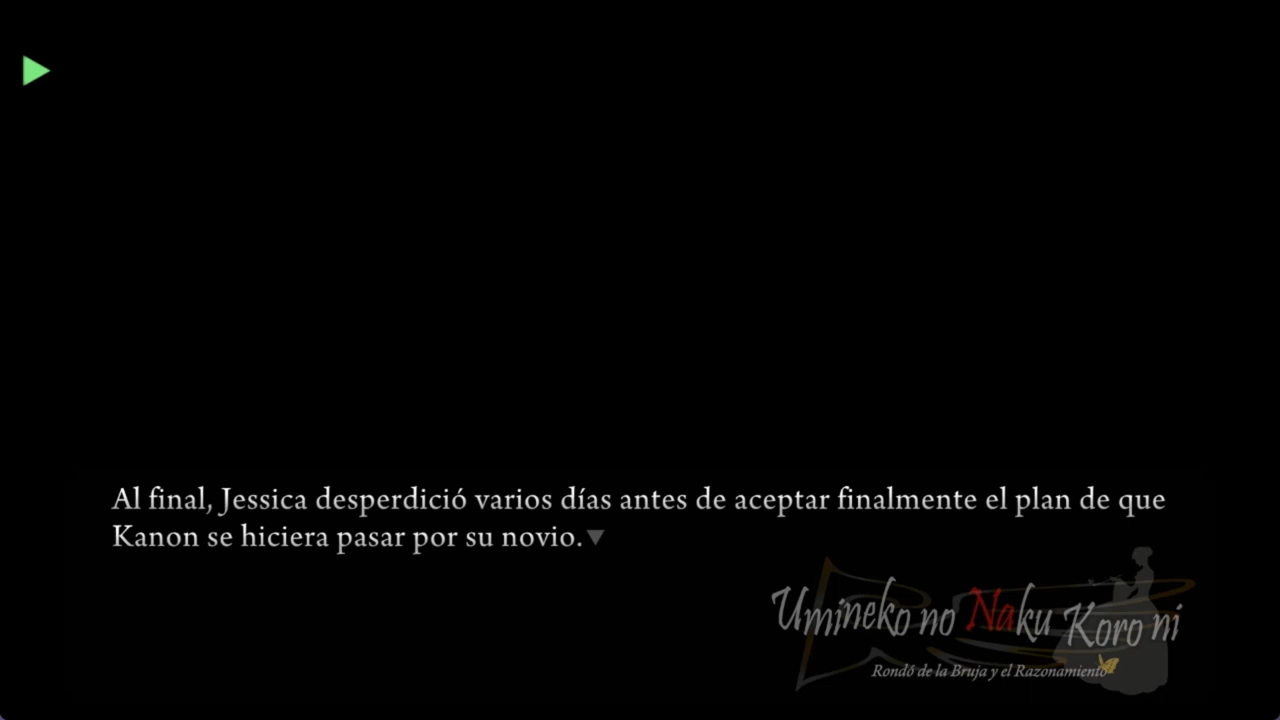 Al final, Jessica desperdició varios días antes de aceptar finalmente el plan de que
Kanon se hiciera pasar por su novio.
Umineko no Naku Koro ni
Rondó de la Bruja y el Razonamiento